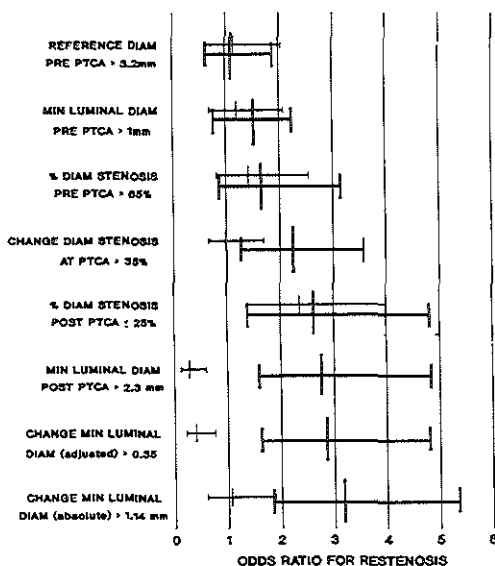 REFERENCE DIAM
PRE PTCA > 3.2mm
MIN LUMINAL DIAM
PRE PTCA > 1mm
% DIAM STENOSIS
PRE PTCA > 65%
CHANGE DIAM STENOSIS
AT PTCA > 35%
% DIAM STENOSIS
POST PTCA ≤ 25%
MIN LUMINAL DIAM
POST PTCA > 2.3 mm
CHANGE MIN LUMINAL
DIAM (adjusted) > 0.35
CHANGE MIN LUMINAL
DIAM (absolute) > 1.14 mm
0 1 2 3 4 5 6
ODDS RATIO FOR RESTENOSIS